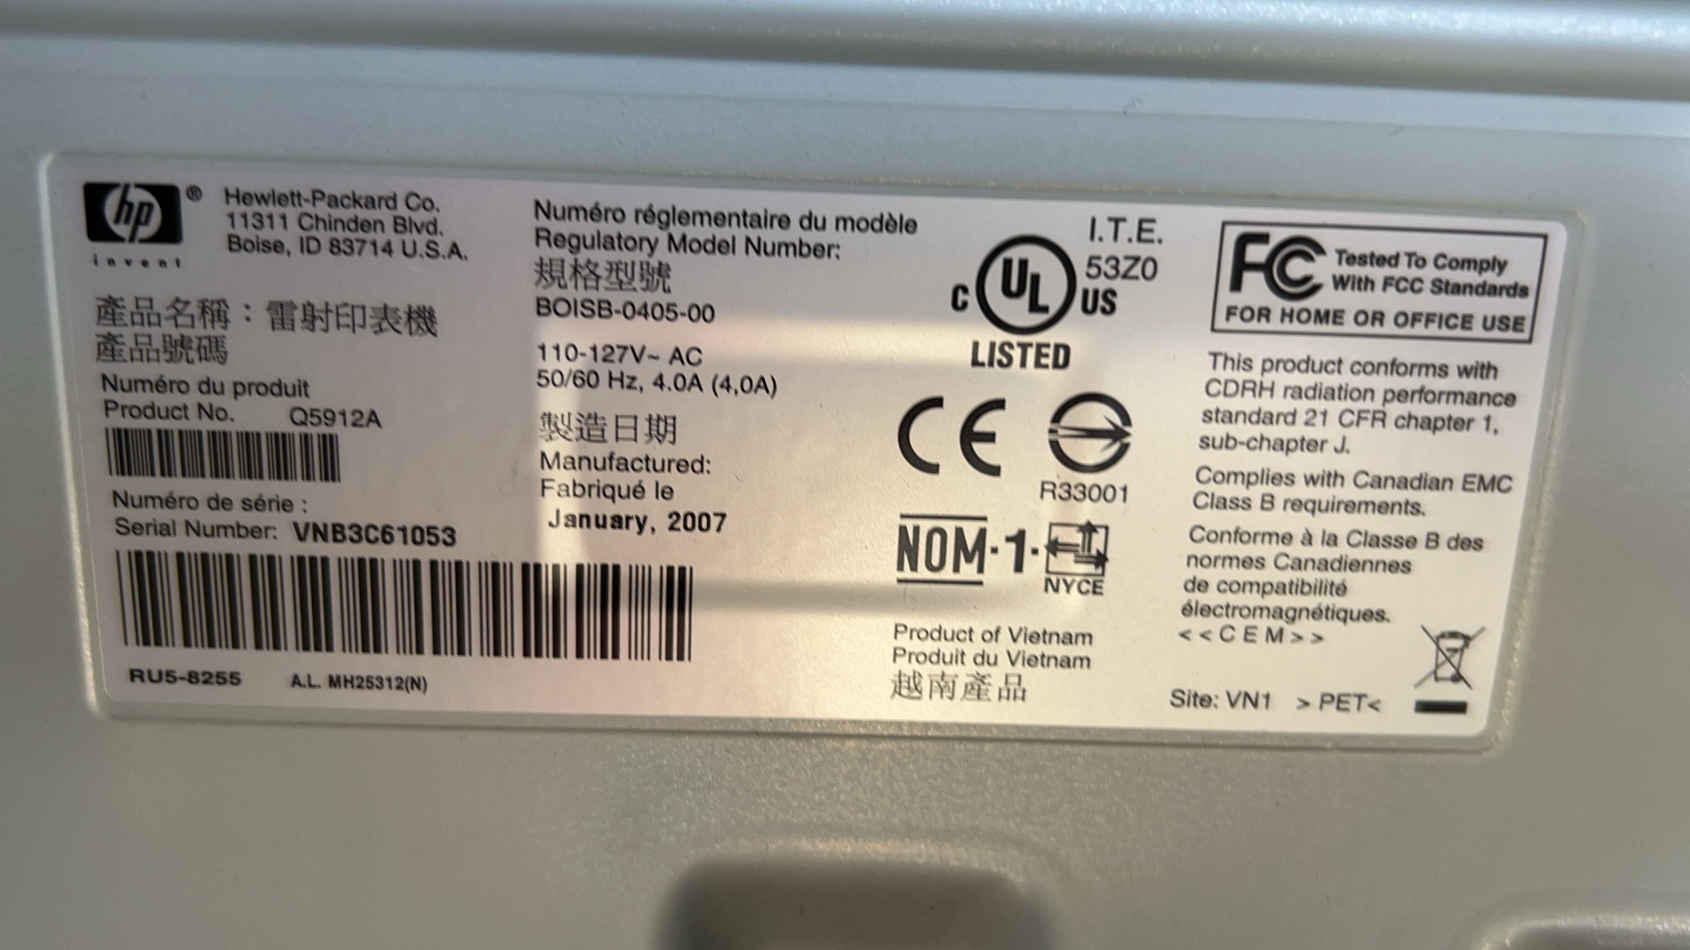 hp ®
invent
Hewlett-Packard Co.
11311 Chinden Blvd.
Boise, ID 83714 U.S.A.
產品名稱：雷射印表機
產品號碼
Numéro du produit
Product No. Q5912A
Numéro de série :
Serial Number: VNB3C61053
RU5-8255 A.L. MH25312(N)
Numéro réglementaire du modèle
Regulatory Model Number:
規格型號
BOISB-0405-00
110-127V~ AC
50/60 Hz, 4.0A (4,0A)
製造日期
Manufactured:
Fabriqué le
January, 2007
I.T.E.
53Z0
C UL US
LISTED
CE
R33001
NOM-1-
NYCE
Product of Vietnam
Produit du Vietnam
越南產品
FC Tested To Comply
With FCC Standards
FOR HOME OR OFFICE USE
This product conforms with
CDRH radiation performance
standard 21 CFR chapter 1,
sub-chapter J.
Complies with Canadian EMC
Class B requirements.
Conforme à la Classe B des
normes Canadiennes
de compatibilité
électromagnétiques.
<<CEM>>
Site: VN1 >PET<